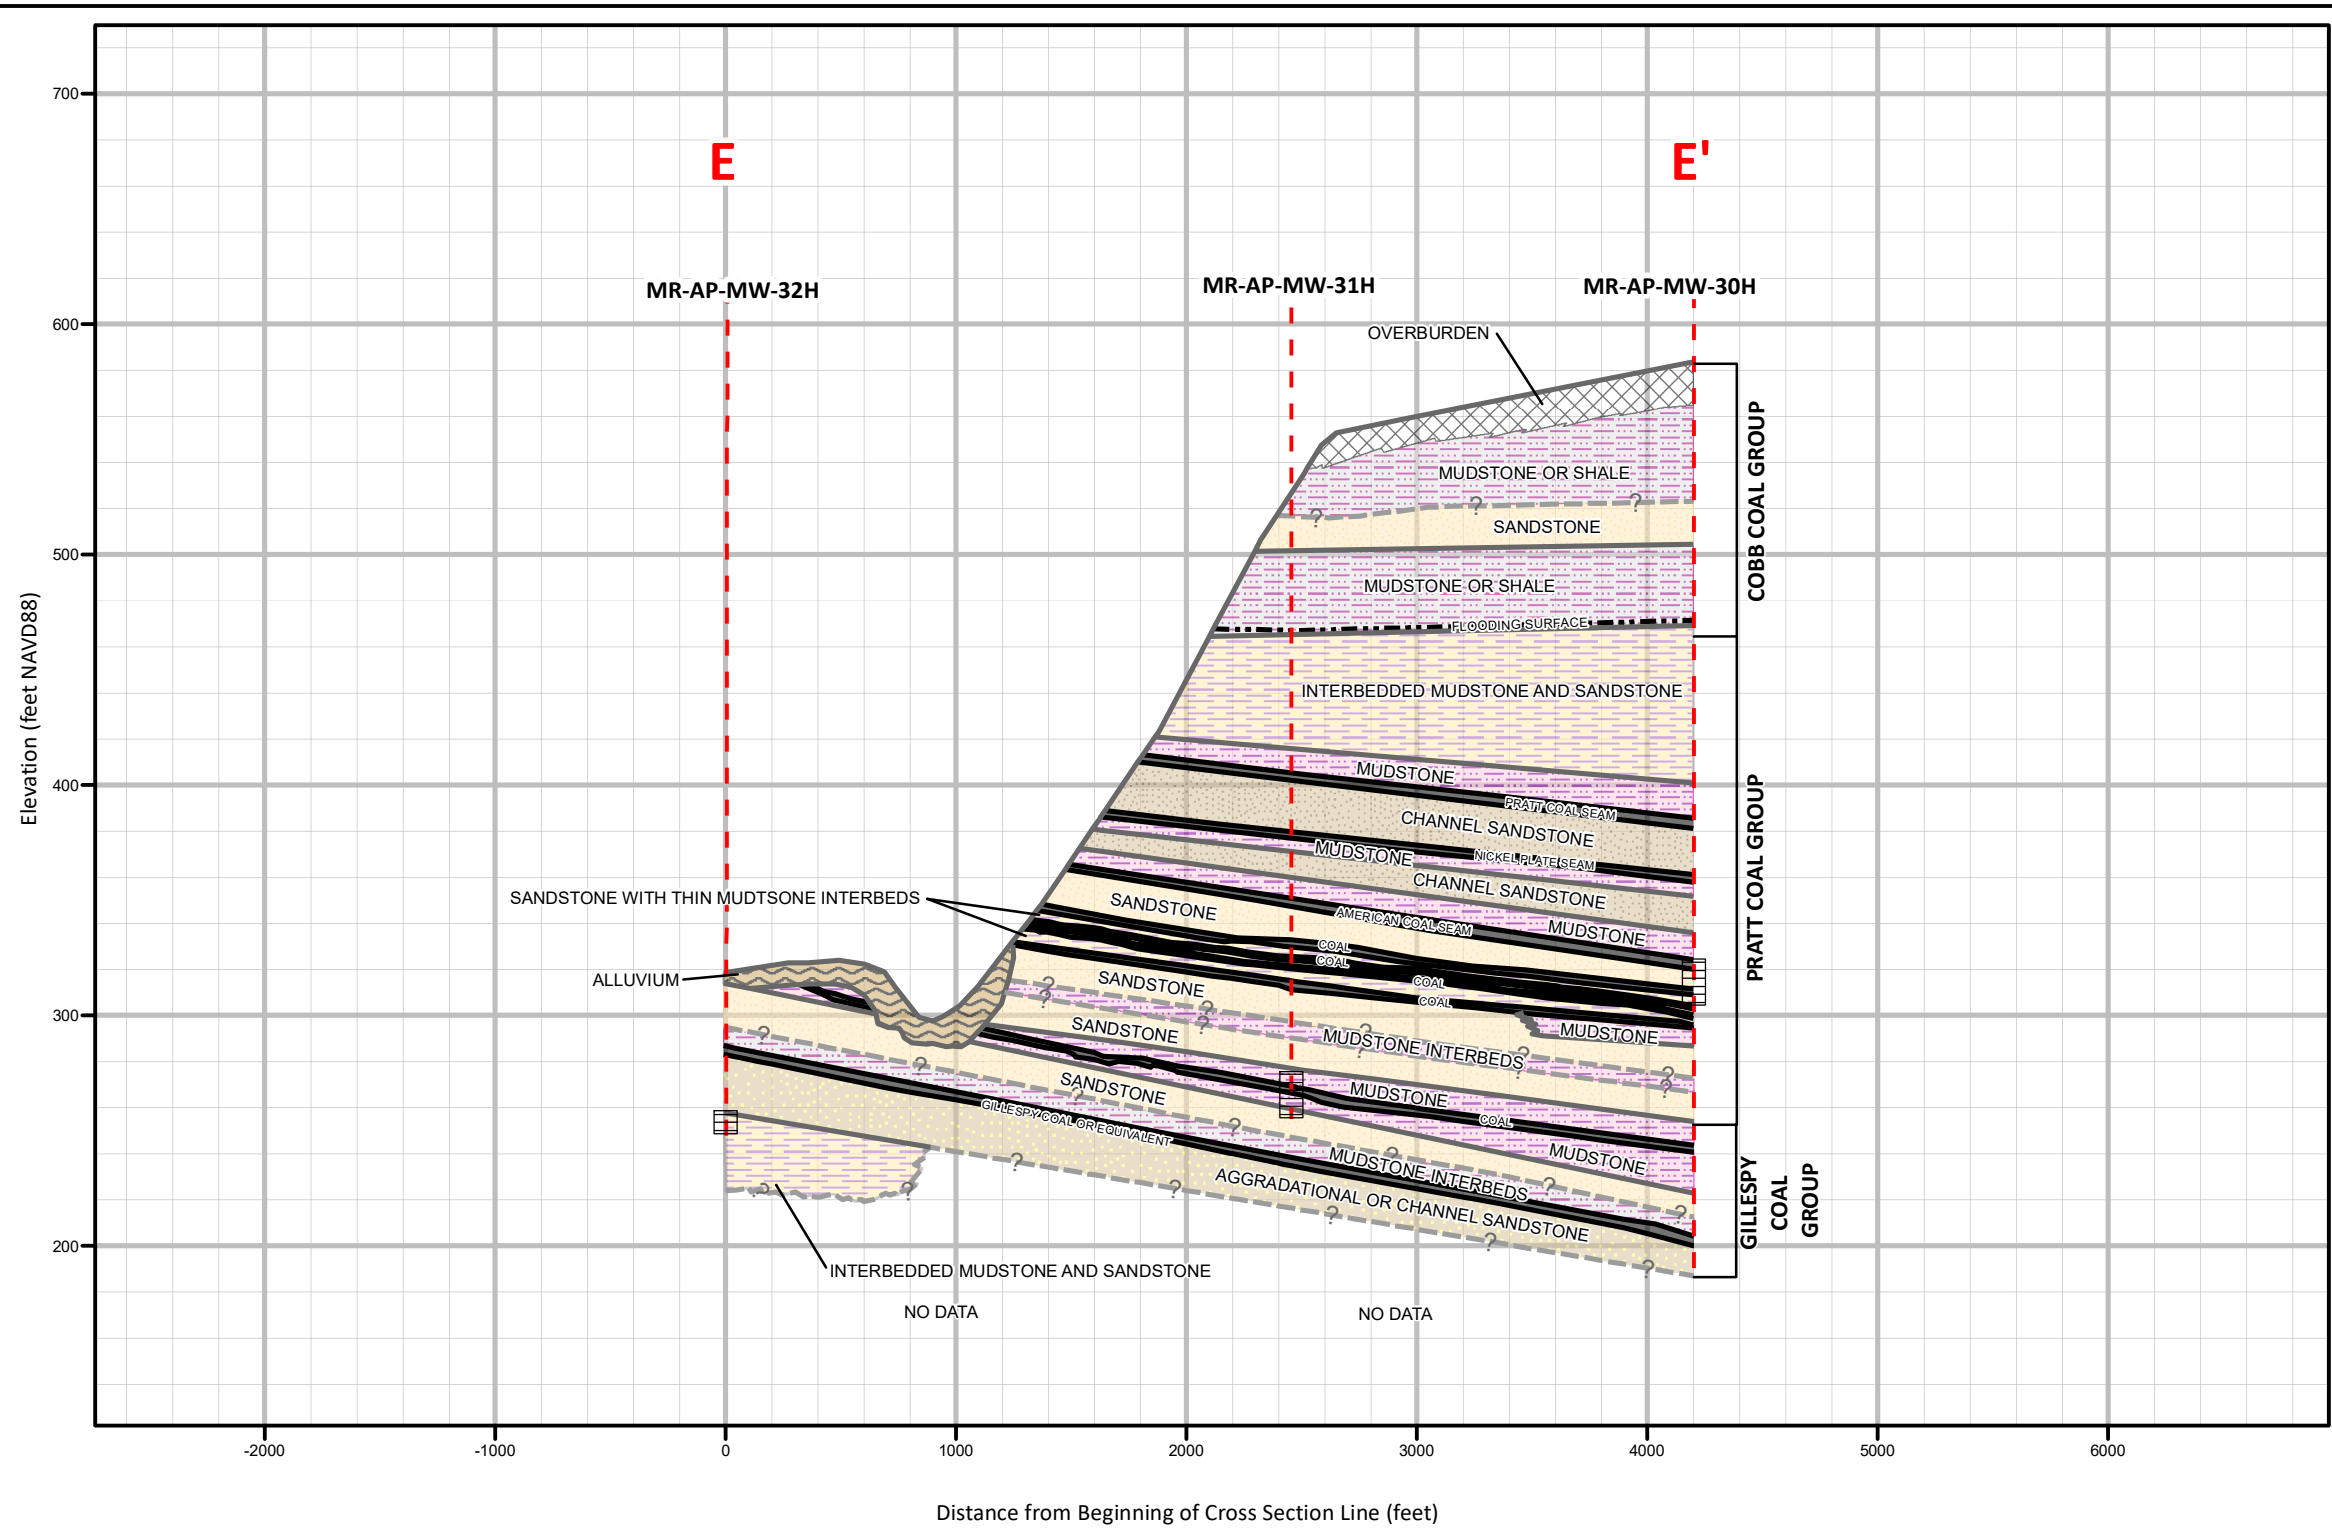 700
600
500
400
300
200
Elevation (feet NAVD88)
E
E'
MR-AP-MW-32H
MR-AP-MW-31H
MR-AP-MW-30H
OVERBURDEN
MUDSTONE OR SHALE
?
?
?
SANDSTONE
MUDSTONE OR SHALE
FLOODING SURFACE
COBB COAL GROUP
INTERBEDDED MUDSTONE AND SANDSTONE
MUDSTONE
PRATT COAL SEAM
CHANNEL SANDSTONE
NICKEL PLATE SEAM
MUDSTONE
CHANNEL SANDSTONE
MUDSTONE
AMERICAN COAL SEAM
SANDSTONE
SANDSTONE WITH THIN MUDTSONE INTERBEDS
COAL
COAL
COAL
COAL
PRATT COAL GROUP
ALLUVIUM
SANDSTONE
MUDSTONE
?
?
?
?
?
?
?
?
?
?
MUDSTONE INTERBEDS
SANDSTONE
MUDSTONE
COAL
MUDSTONE
SANDSTONE
?
?
?
?
?
?
?
GILLESPY COAL OR EQUIVALENT
MUDSTONE INTERBEDS
AGGRADATIONAL OR CHANNEL SANDSTONE
?
?
?
?
?
?
?
GILLESPY
COAL
GROUP
INTERBEDDED MUDSTONE AND SANDSTONE
NO DATA
NO DATA
-2000
-1000
0
1000
2000
3000
4000
5000
6000
Distance from Beginning of Cross Section Line (feet)